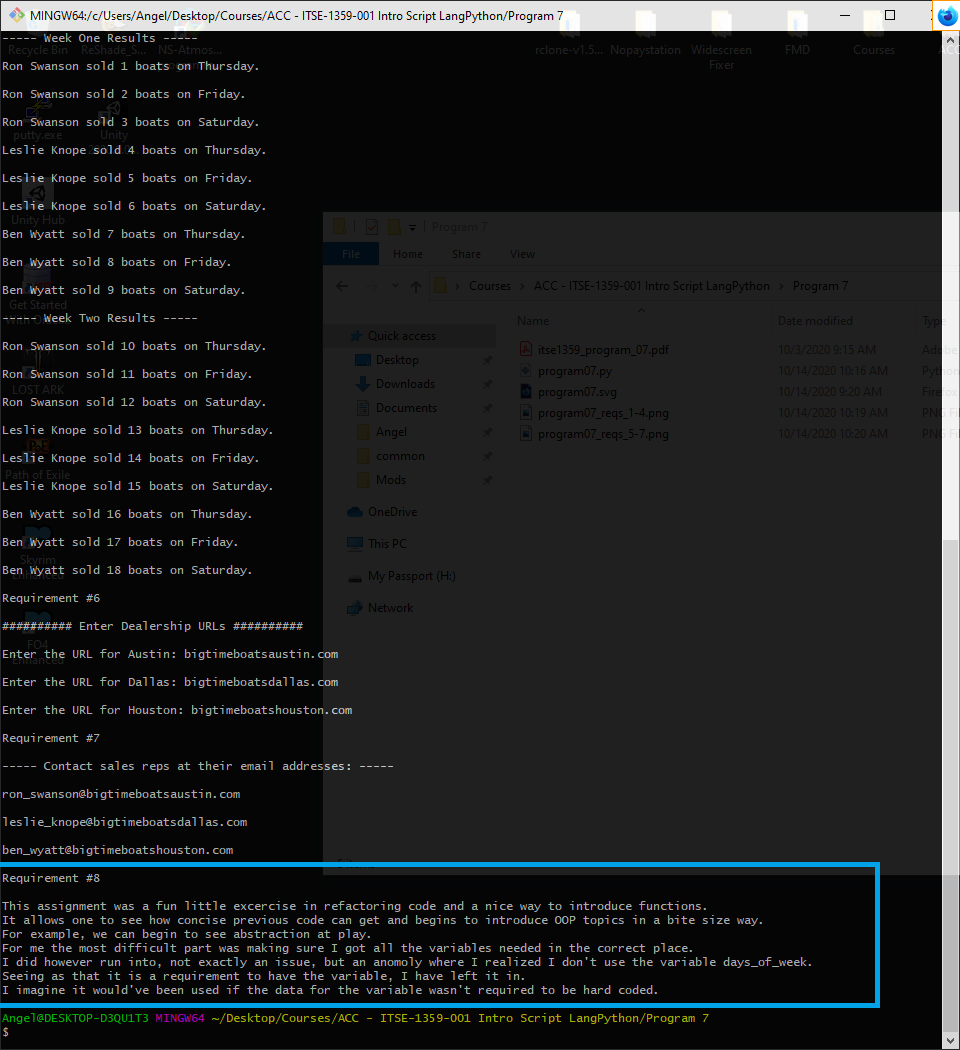 MINGW64:/c/Users/Angel/Desktop/Courses/ACC - ITSE-1359-001 Intro Script LangPython/Program 7
----- Week One Results -----
Ron Swanson sold 1 boats on Thursday.
Ron Swanson sold 2 boats on Friday.
Ron Swanson sold 3 boats on Saturday.
Leslie Knope sold 4 boats on Thursday.
Leslie Knope sold 5 boats on Friday.
Leslie Knope sold 6 boats on Saturday.
Ben Wyatt sold 7 boats on Thursday.
Ben Wyatt sold 8 boats on Friday.
Ben Wyatt sold 9 boats on Saturday.
----- Week Two Results -----
Ron Swanson sold 10 boats on Thursday.
Ron Swanson sold 11 boats on Friday.
Ron Swanson sold 12 boats on Saturday.
Leslie Knope sold 13 boats on Thursday.
Leslie Knope sold 14 boats on Friday.
Leslie Knope sold 15 boats on Saturday.
Ben Wyatt sold 16 boats on Thursday.
Ben Wyatt sold 17 boats on Friday.
Ben Wyatt sold 18 boats on Saturday.
Requirement #6
########## Enter Dealership URLs ##########
Enter the URL for Austin: bigtimeboatsaustin.com
Enter the URL for Dallas: bigtimeboatsdallas.com
Enter the URL for Houston: bigtimeboatshouston.com
Requirement #7
----- Contact sales reps at their email addresses: -----
ron_swanson@bigtimeboatsaustin.com
leslie_knope@bigtimeboatsdallas.com
ben_wyatt@bigtimeboatshouston.com
Requirement #8
This assignment was a fun little excercise in refactoring code and a nice way to introduce functions.
It allows one to see how concise previous code can get and begins to introduce OOP topics in a bite size way.
For example, we can begin to see abstraction at play.
For me the most difficult part was making sure I got all the variables needed in the correct place.
I did however run into, not exactly an issue, but an anomoly where I realized I don't use the variable days_of_week.
Seeing as that it is a requirement to have the variable, I have left it in.
I imagine it would've been used if the data for the variable wasn't required to be hard coded.
Angel@DESKTOP-D3QU1T3 MINGW64 ~/Desktop/Courses/ACC - ITSE-1359-001 Intro Script LangPython/Program 7
$
Recycle Bin
ReShade_S...
NS-Atmos...
rclone-v1.5...
Nopaystation
Widescreen
Fixer
FMD
Courses
putty.exe
Unity
Unity Hub
Get Started
LOST ARK
Path of Exile
Skyrim
Enhanced
FO4
Enhanced
Program 7
File
Home
Share
View
Courses > ACC - ITSE-1359-001 Intro Script LangPython > Program 7
Name
Date modified
Type
Quick access
Desktop
Downloads
Documents
Angel
common
Mods
OneDrive
This PC
My Passport (H:)
Network
itse1359_program_07.pdf 10/3/2020 9:15 AM Adobe
program07.py 10/14/2020 10:16 AM Python
program07.svg 10/14/2020 9:20 AM Firefox
program07_reqs_1-4.png 10/14/2020 10:19 AM PNG Fi
program07_reqs_5-7.png 10/14/2020 10:20 AM PNG Fi